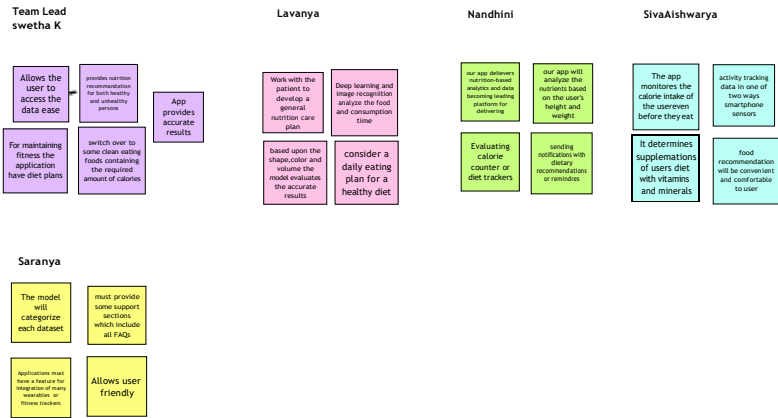 Team Lead
swetha K
Allows the
user to
access the
data ease
provides nutrition
recommendation
for both healthy
and unhealthy
persons
App
provides
accurate
results
For maintaining
fitness the
application
have diet plans
switch over to
some clean eating
foods containing
the required
amount of calories
Lavanya
Work with the
patient to
develop a
general
nutrition care
plan
Deep learning and
image recognition
analyze the food
and consumption
time
based upon the
shape,color and
volume the model
evaluates the
accurate results
consider a
daily eating
plan for a
healthy diet
Nandhini
our app delievers
nutrition-based
analytics and data
becoming leading
platform for
delivering
our app will
analyze the
nutrients based
on the user's
height and
weight
Evaluating
calorie
counter or
diet trackers
sending
notifications with
dietary
recommendations
or remindres
SivaAishwarya
The app
monitores the
calorie intake of
the usereven
before they eat
activity tracking
data in one of
two ways
smartphone
sensors
It determines
supplemations
of users diet
with vitamins
and minerals
food
recommendation
will be convenient
and comfortable
to user
Saranya
The model
will
categorize
each dataset
must provide
some support
sections
which include
all FAQs
Applications must
have a feature for
integration of many
wearables or
fitness trackers
Allows user
friendly